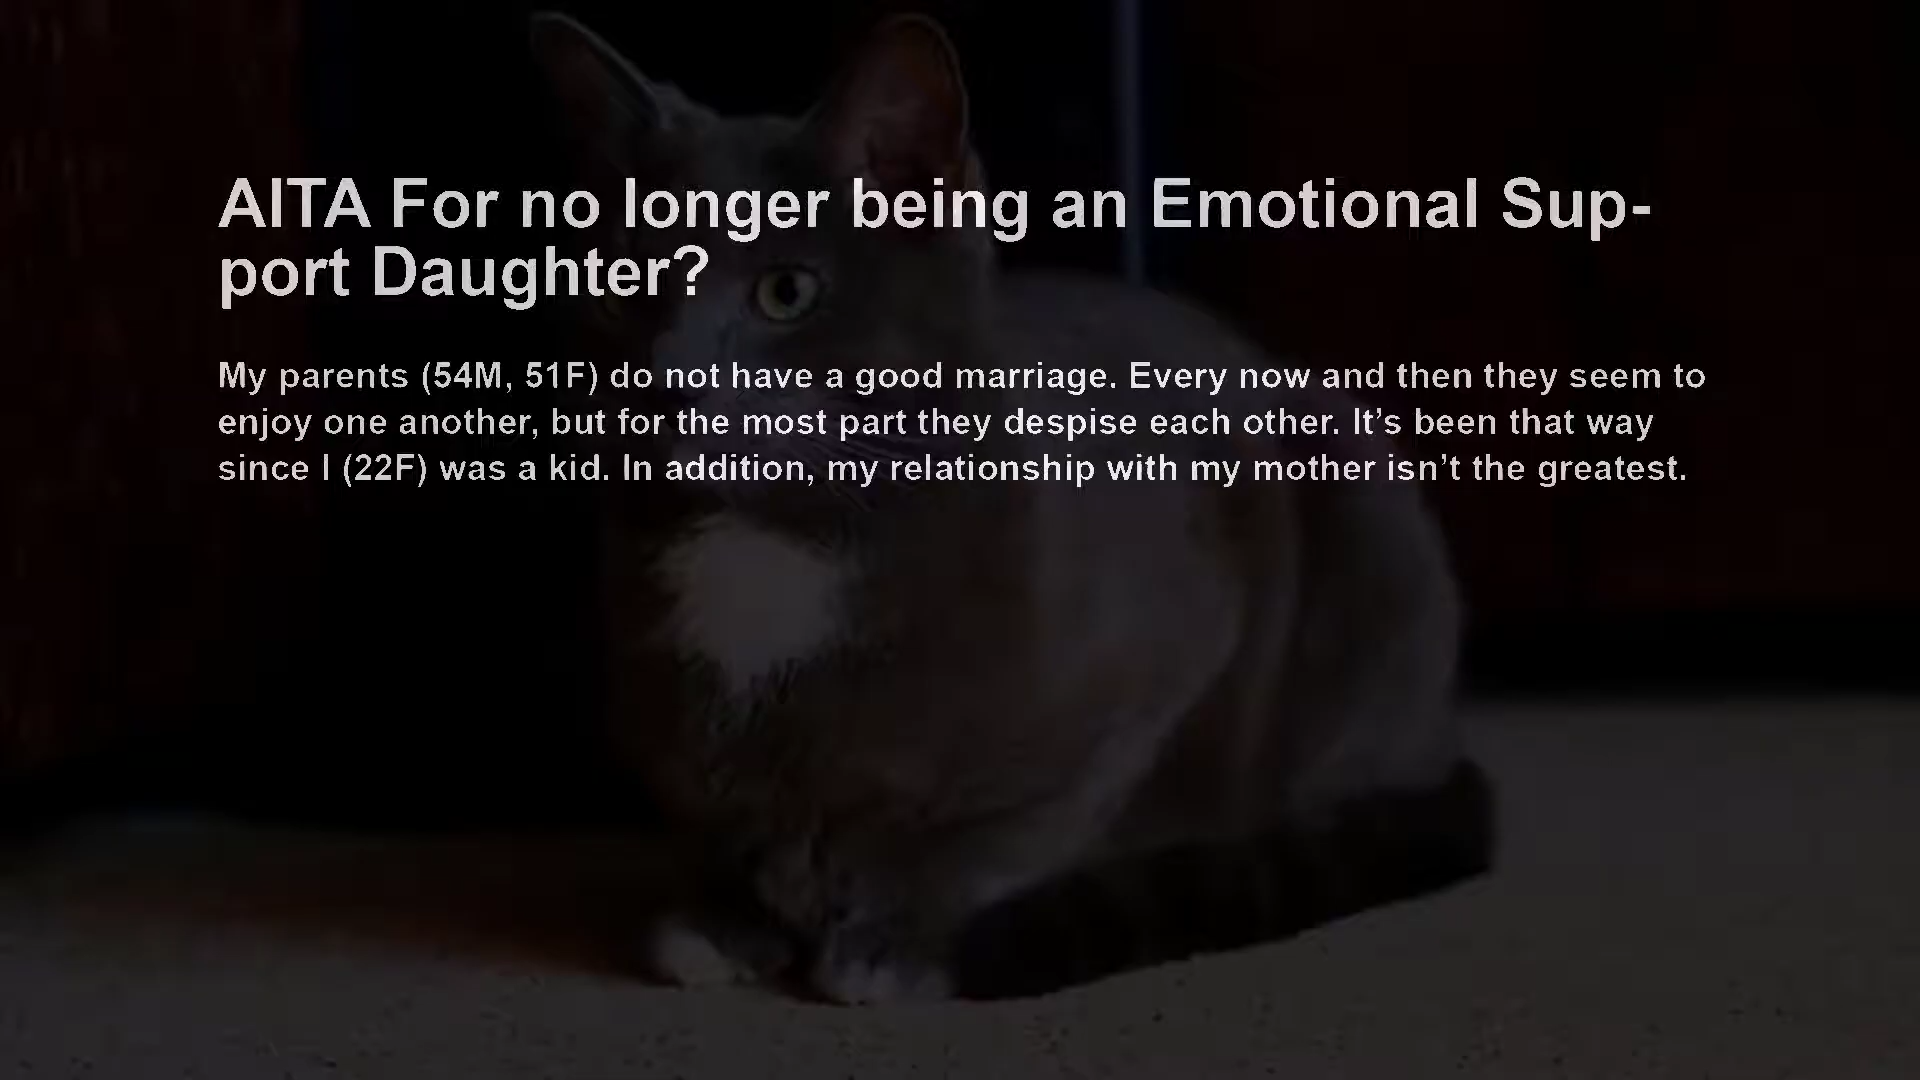 AITA For no longer being an Emotional Sup-
port Daughter?
My parents (54M, 51F) do not have a good marriage. Every now and then they seem to
enjoy one another, but for the most part they despise each other. It’s been that way
since I (22F) was a kid. In addition, my relationship with my mother isn’t the greatest.